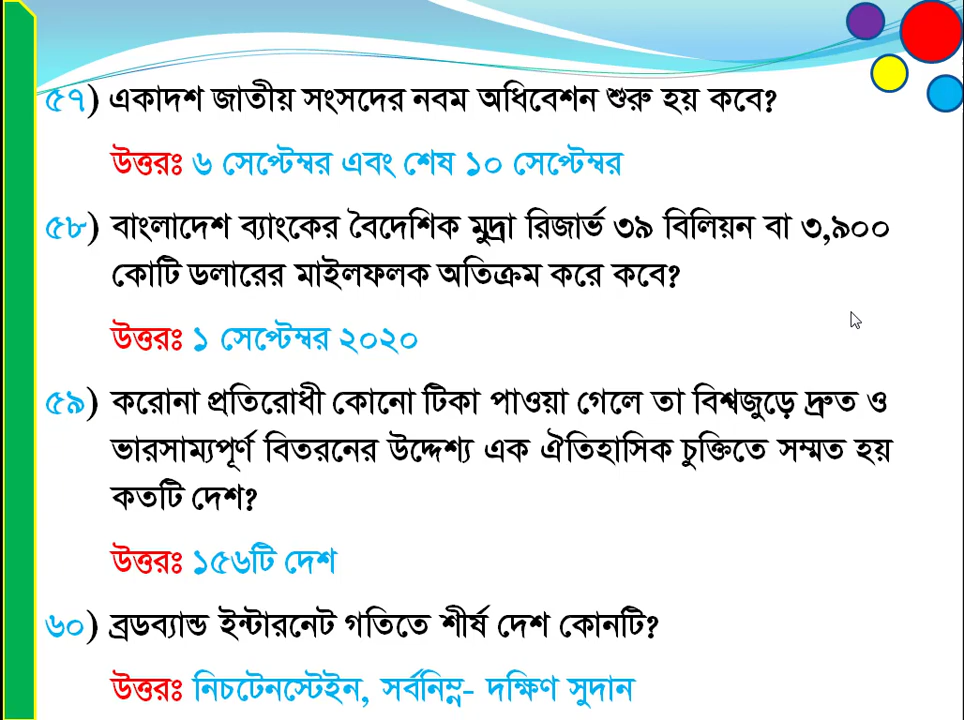 ৫৭) একাদশ জাতীয় সংসদের নবম অধিবেশন শুরু হয় কবে?
উত্তরঃ ৬ সেপ্টেম্বর এবং শেষ ১০ সেপ্টেম্বর
৫৮) বাংলাদেশ ব্যাংকের বৈদেশিক মুদ্রা রিজার্ভ ৩৯ বিলিয়ন বা ৩,৯০০
কোটি ডলারের মাইলফলক অতিক্রম করে কবে?
উত্তরঃ ১ সেপ্টেম্বর ২০২০
৫৯) করোনা প্রতিরোধী কোনো টিকা পাওয়া গেলে তা বিশ্বজুড়ে দ্রুত ও
ভারসাম্যপূর্ণ বিতরনের উদ্দেশ্য এক ঐতিহাসিক চুক্তিতে সম্মত হয়
কতটি দেশ?
উত্তরঃ ১৫৬টি দেশ
৬০) ব্রডব্যান্ড ইন্টারনেট গতিতে শীর্ষ দেশ কোনটি?
উত্তরঃ নিচটেনস্টেইন, সর্বনিম্ন- দক্ষিণ সুদান